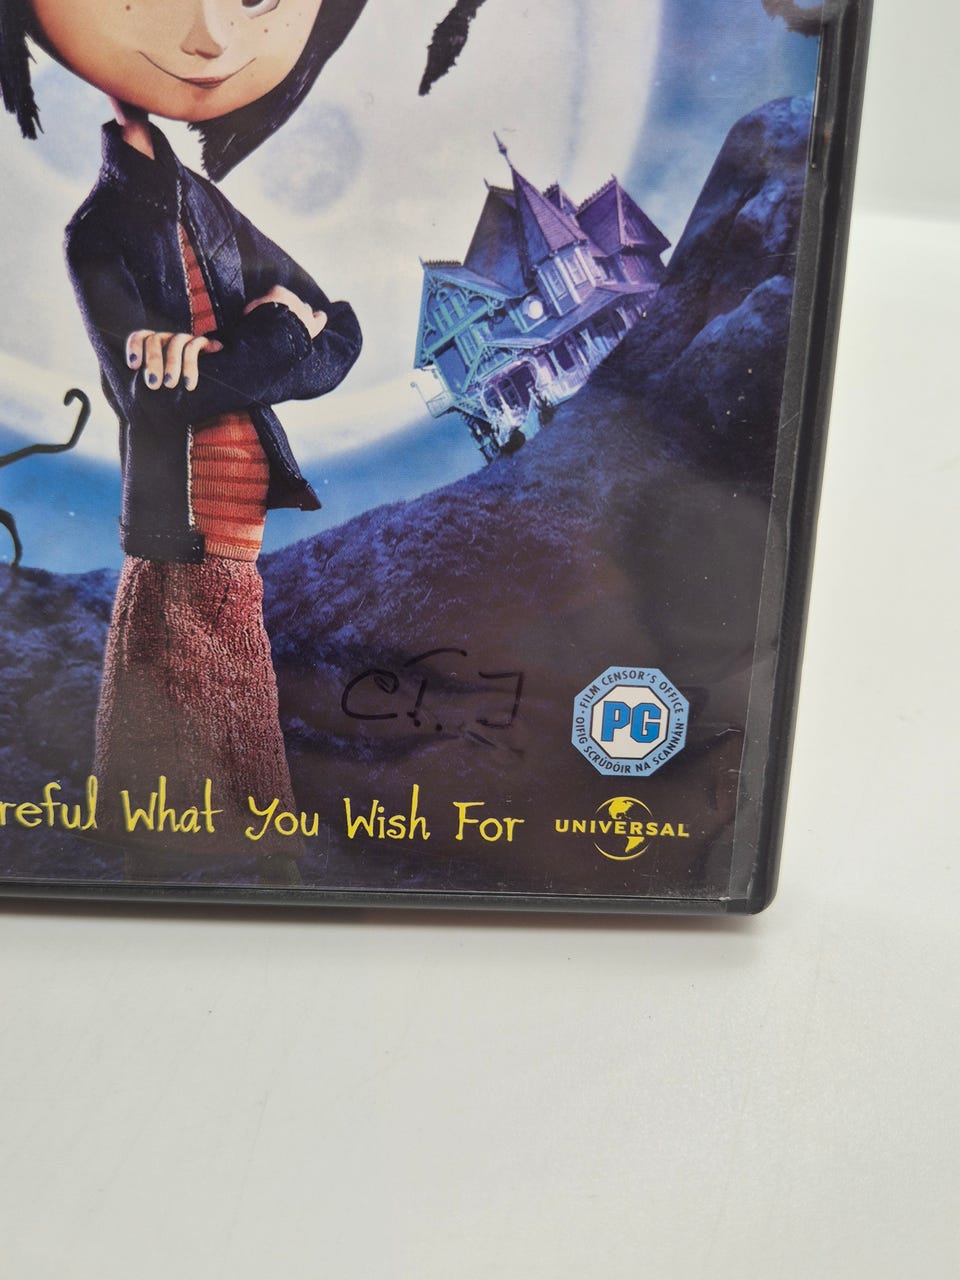 FILM CENSOR'S OFFICE
PG
OIFIG SCRÚDÓIR NA SCANNÁN
reful What You Wish For
UNIVERSAL